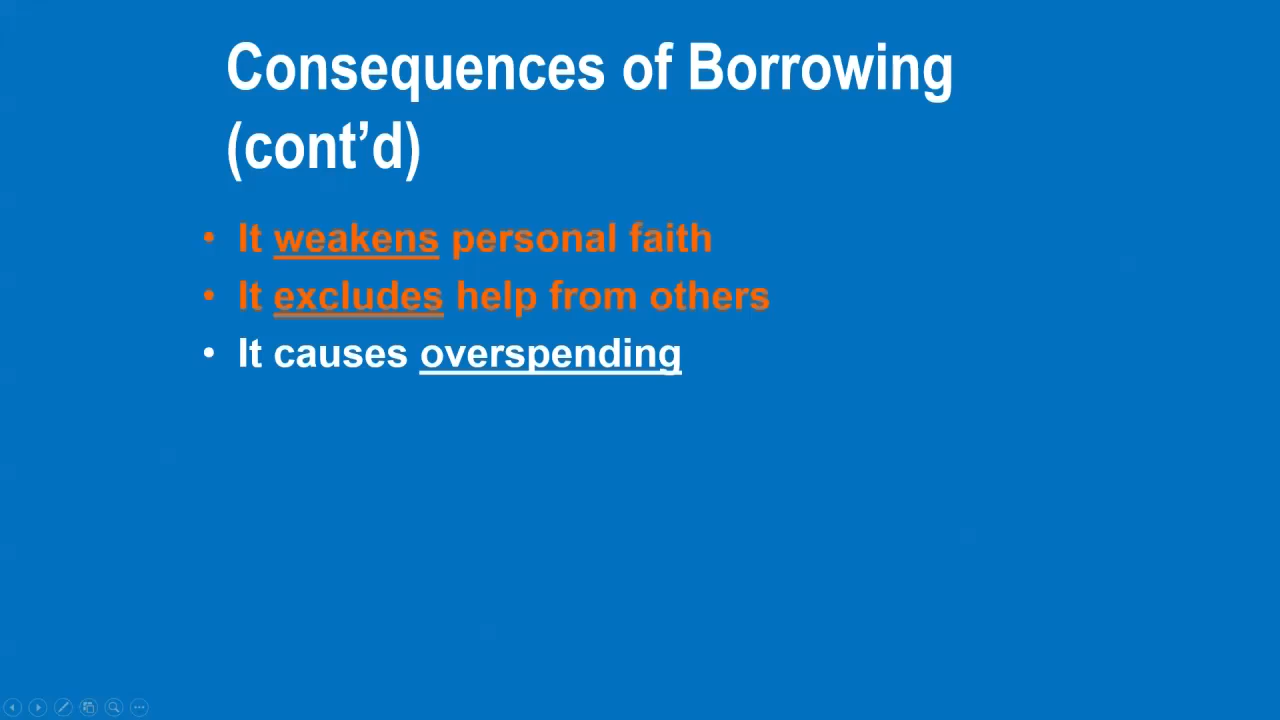 Consequences of Borrowing
(cont’d)
• It weakens personal faith
• It excludes help from others
• It causes overspending